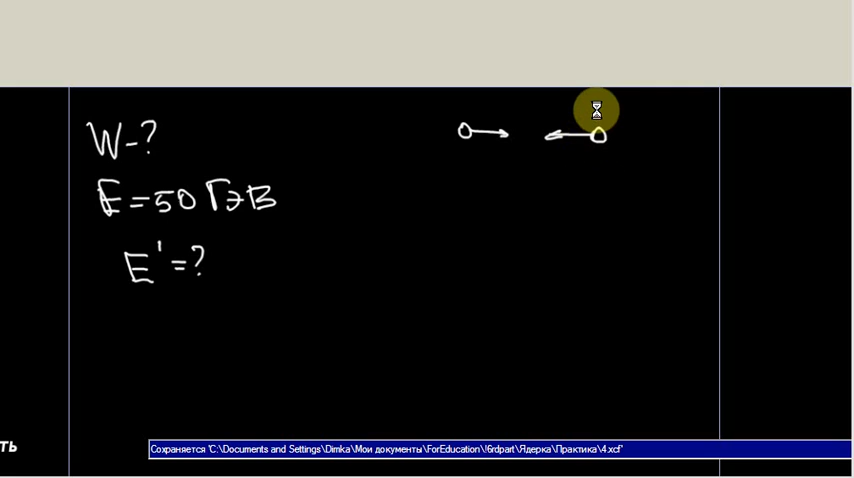 W-?
E=50 ГэВ
E'=?
ть
Сохраняется 'C:\Documents and Settings\Dimka\Мои документы\ForEducation\!6rdpart\Ядерка\Практика\4.xcf'